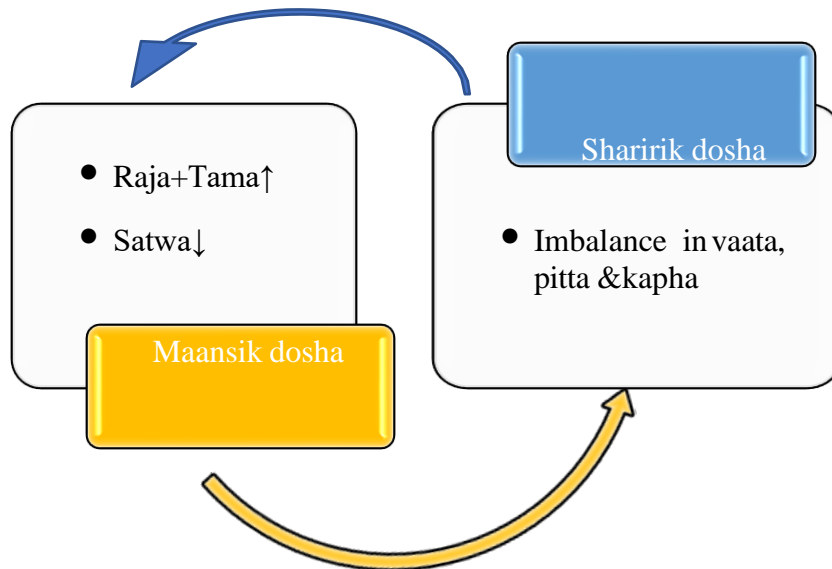 • Raja+Tama↑
• Satwa↓
Maansik dosha
Sharirik dosha
• Imbalance in vaata,
pitta &kapha